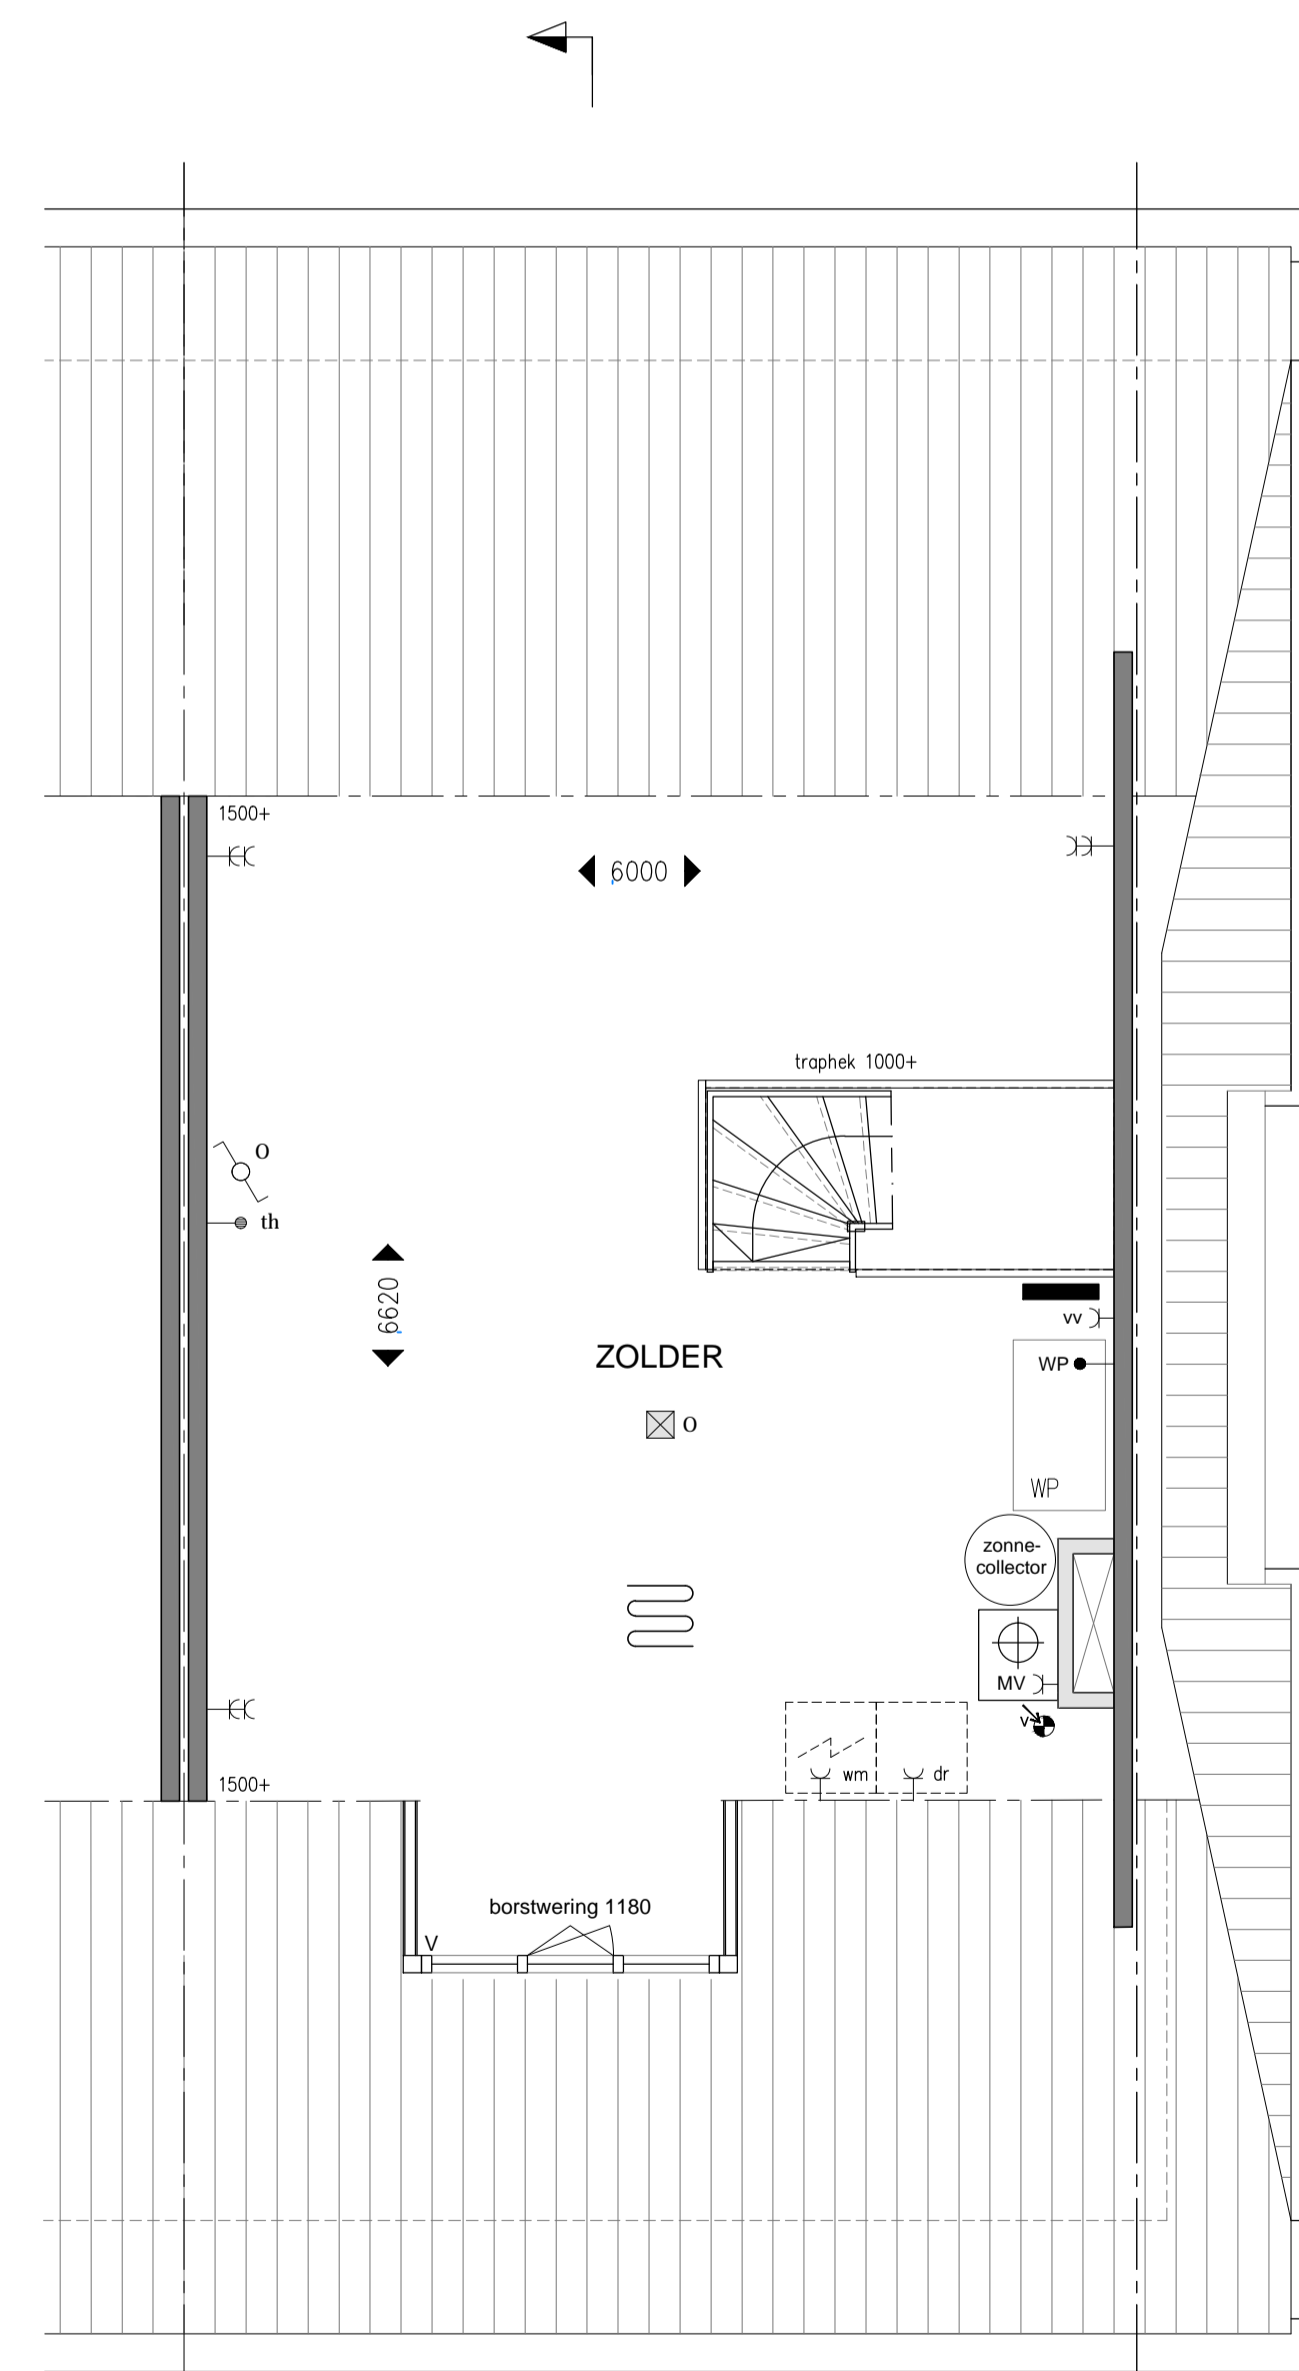 1500+
6000
traphek 1000+
O
th
6620
vv
ZOLDER
WP
O
WP
zonne-
collector
MV
v
wm
dr
1500+
borstwering 1180
V